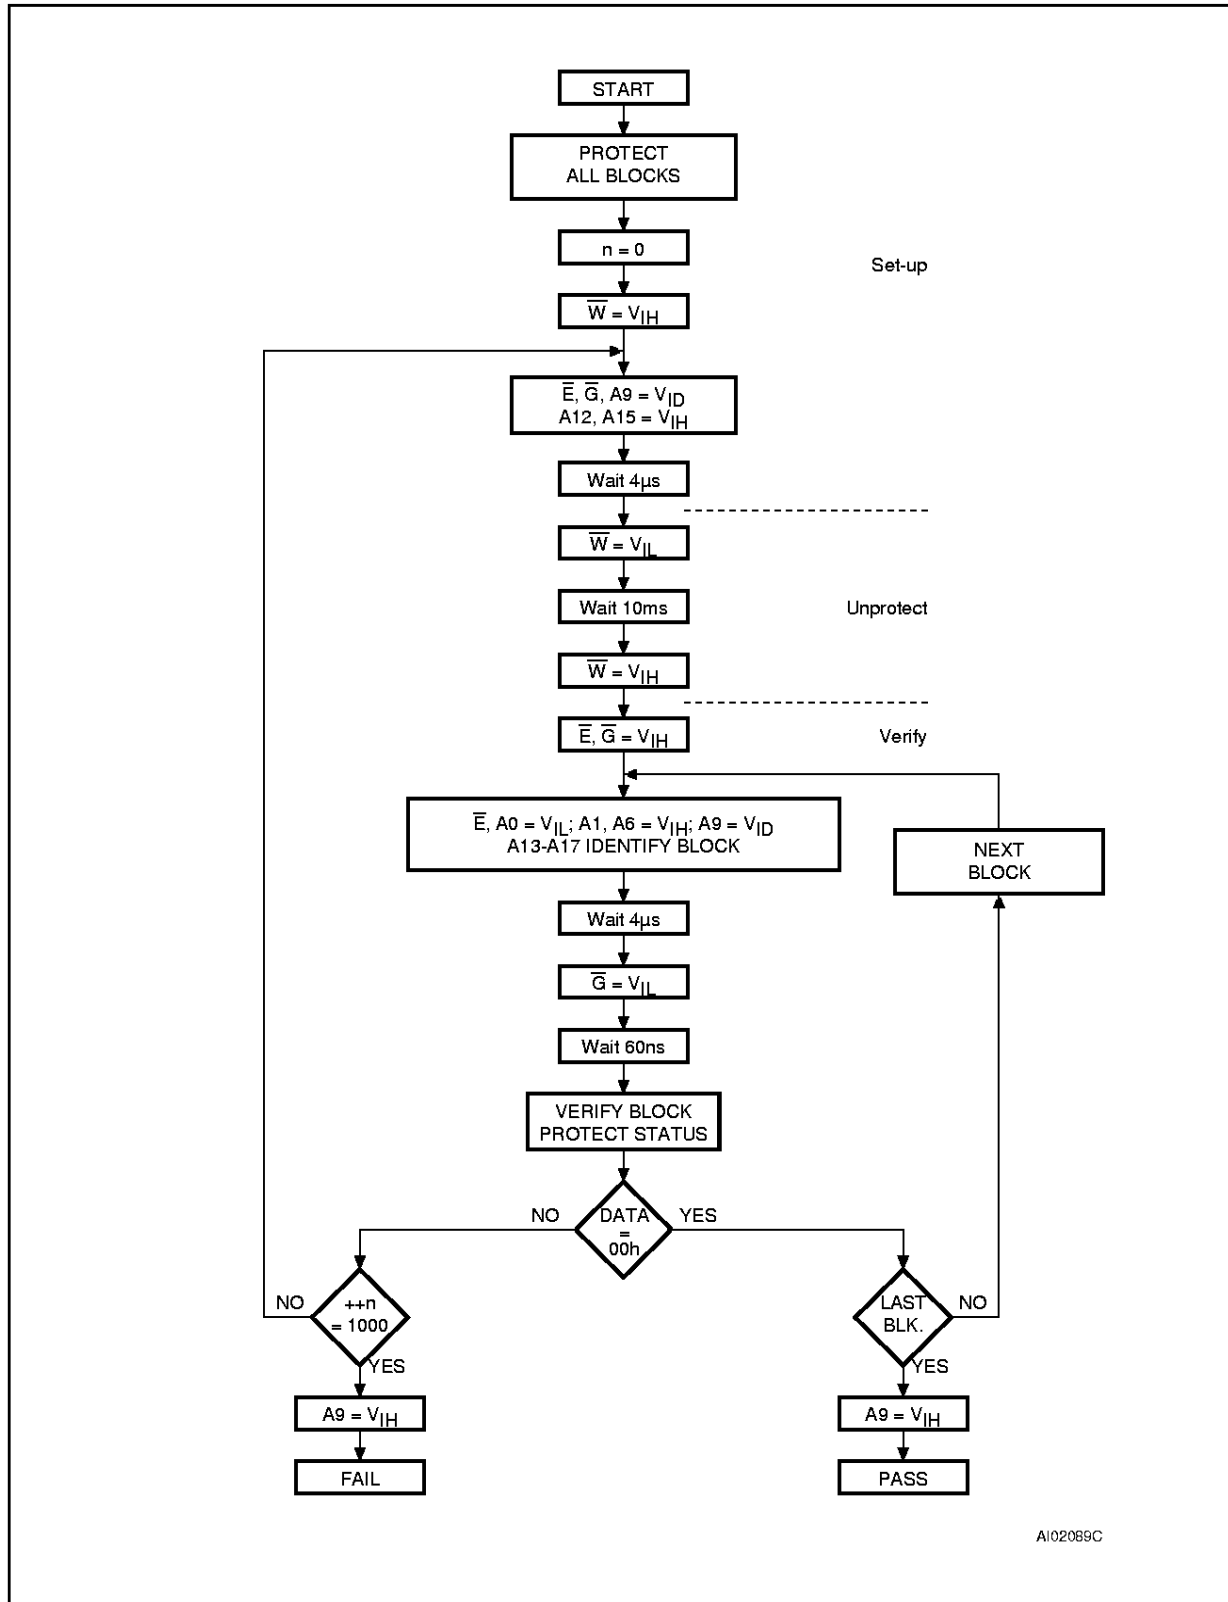 START
PROTECT
ALL BLOCKS
n = 0
Set-up
W̅ = VIH
E̅, G̅, A9 = VID
A12, A15 = VIH
Wait 4µs
W̅ = VIL
Wait 10ms
Unprotect
W̅ = VIH
E̅, G̅ = VIH
Verify
E̅, A0 = VIL; A1, A6 = VIH; A9 = VID
A13-A17 IDENTIFY BLOCK
NEXT
BLOCK
Wait 4µs
G̅ = VIL
Wait 60ns
VERIFY BLOCK
PROTECT STATUS
NO
DATA
=
00h
YES
NO
++n
= 1000
YES
LAST
BLK.
NO
YES
A9 = VIH
A9 = VIH
FAIL
PASS
AI02089C